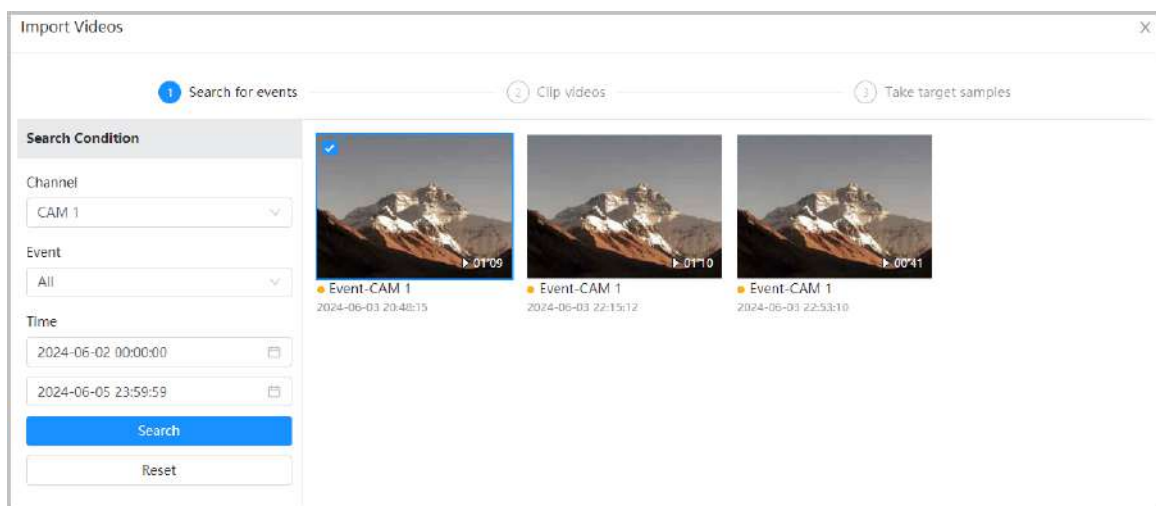 Import Videos
1 Search for events
2 Clip videos
3 Take target samples
Search Condition
Channel
CAM 1
Event
All
Time
2024-06-02 00:00:00
2024-06-05 23:59:59
Search
Reset
01'09
Event-CAM 1
2024-06-03 20:48:15
01'10
Event-CAM 1
2024-06-03 22:15:12
00'41
Event-CAM 1
2024-06-03 22:53:10